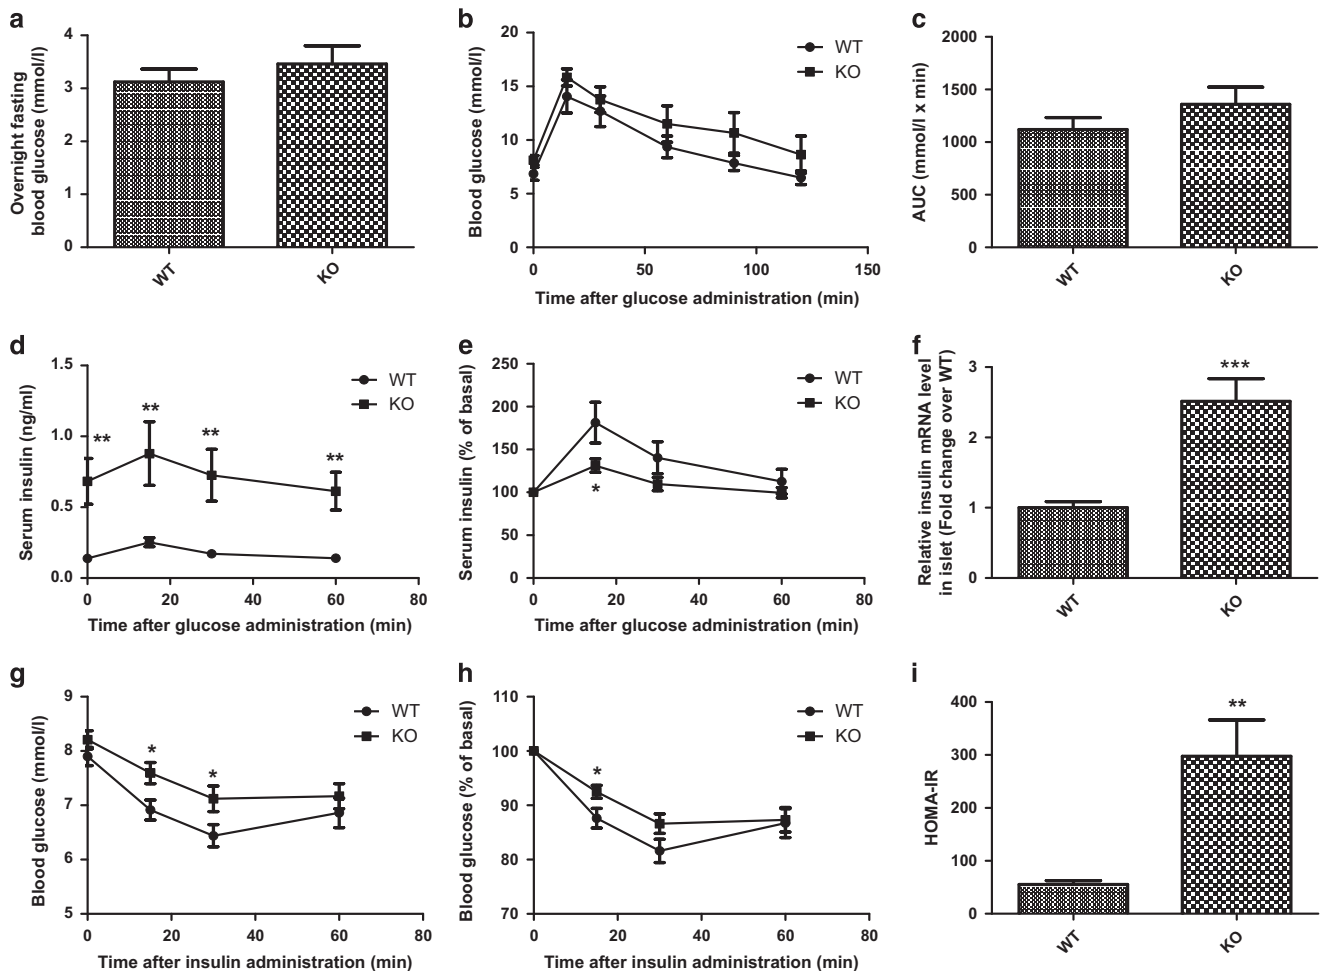 a
Overnight fasting
blood glucose (mmol/l)
4
3
2
1
0
WT
KO
b
Blood glucose (mmol/l)
20
15
10
5
0
WT
KO
0 50 100 150
Time after glucose administration (min)
c
AUC (mmol/l x min)
2000
1500
1000
500
0
WT
KO
d
Serum insulin (ng/ml)
1.5
1.0
0.5
0.0
WT
KO
**
**
**
**
0 20 40 60 80
Time after glucose administration (min)
e
Serum insulin (% of basal)
250
200
150
100
50
0
WT
KO
*
0 20 40 60 80
Time after glucose administration (min)
f
Relative insulin mRNA level
in islet (Fold change over WT)
3
2
1
0
***
WT
KO
g
Blood glucose (mmol/l)
9
8
7
6
5
WT
KO
*
*
0 20 40 60 80
Time after insulin administration (min)
h
Blood glucose (% of basal)
110
100
90
80
70
WT
KO
*
0 20 40 60 80
Time after insulin administration (min)
i
HOMA-IR
400
300
200
100
0
**
WT
KO